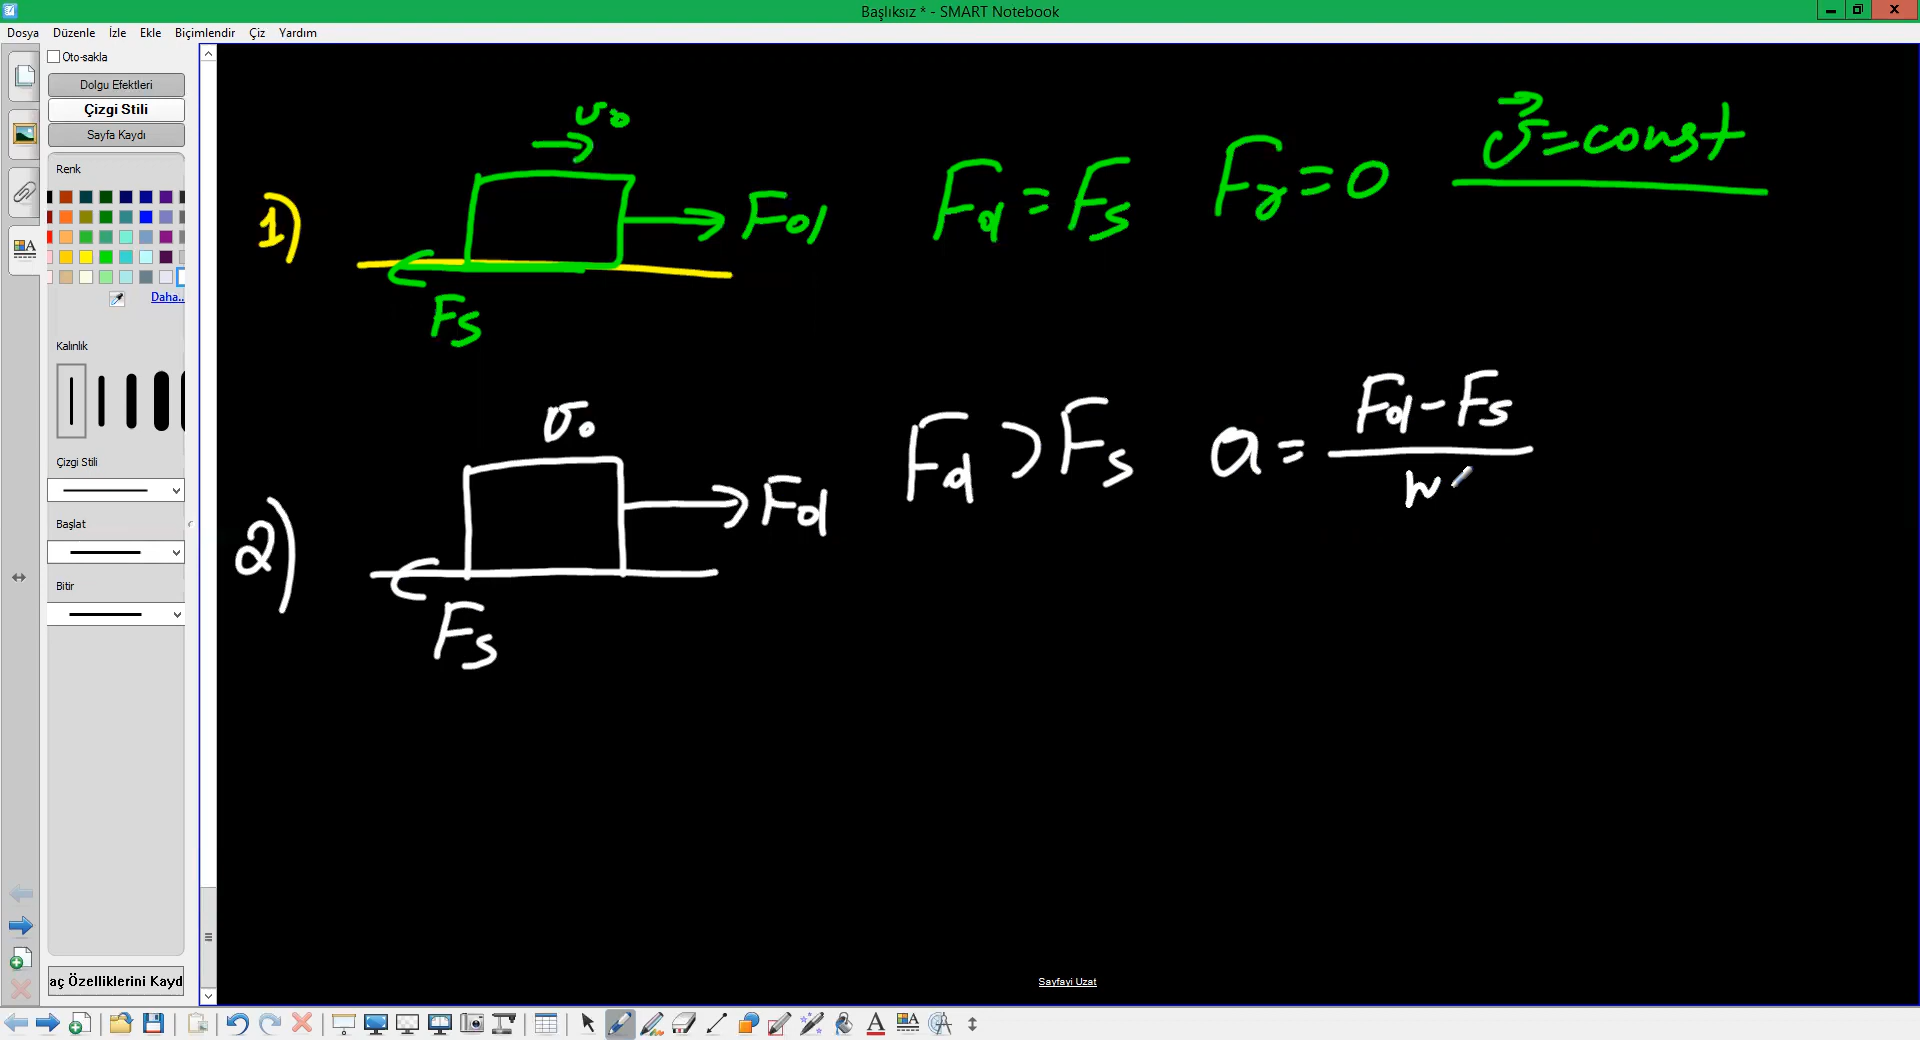 Başlıksız * - SMART Notebook
Dosya Düzenle İzle Ekle Biçimlendir Çiz Yardım
Oto-sakla
Dolgu Efektleri
Çizgi Stili
Sayfa Kaydı
Renk
Daha..
Kalınlık
Çizgi Stili
Başlat
Bitir
aç Özelliklerini Kayd
1)
υ₀
Fd
Fs
Fd = Fs
Fγ = 0
υ⃗ = const
2)
υ₀
Fd
Fs
Fd > Fs
a = Fd - Fs
Sayfayi Uzat